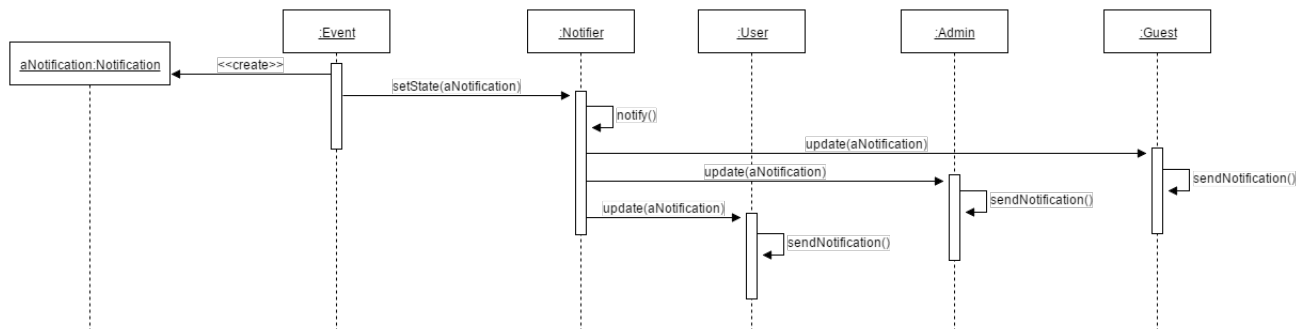 :Event
:Notifier
:User
:Admin
:Guest
aNotification:Notification
<<create>>
setState(aNotification)
notify()
update(aNotification)
update(aNotification)
sendNotification()
sendNotification()
update(aNotification)
sendNotification()